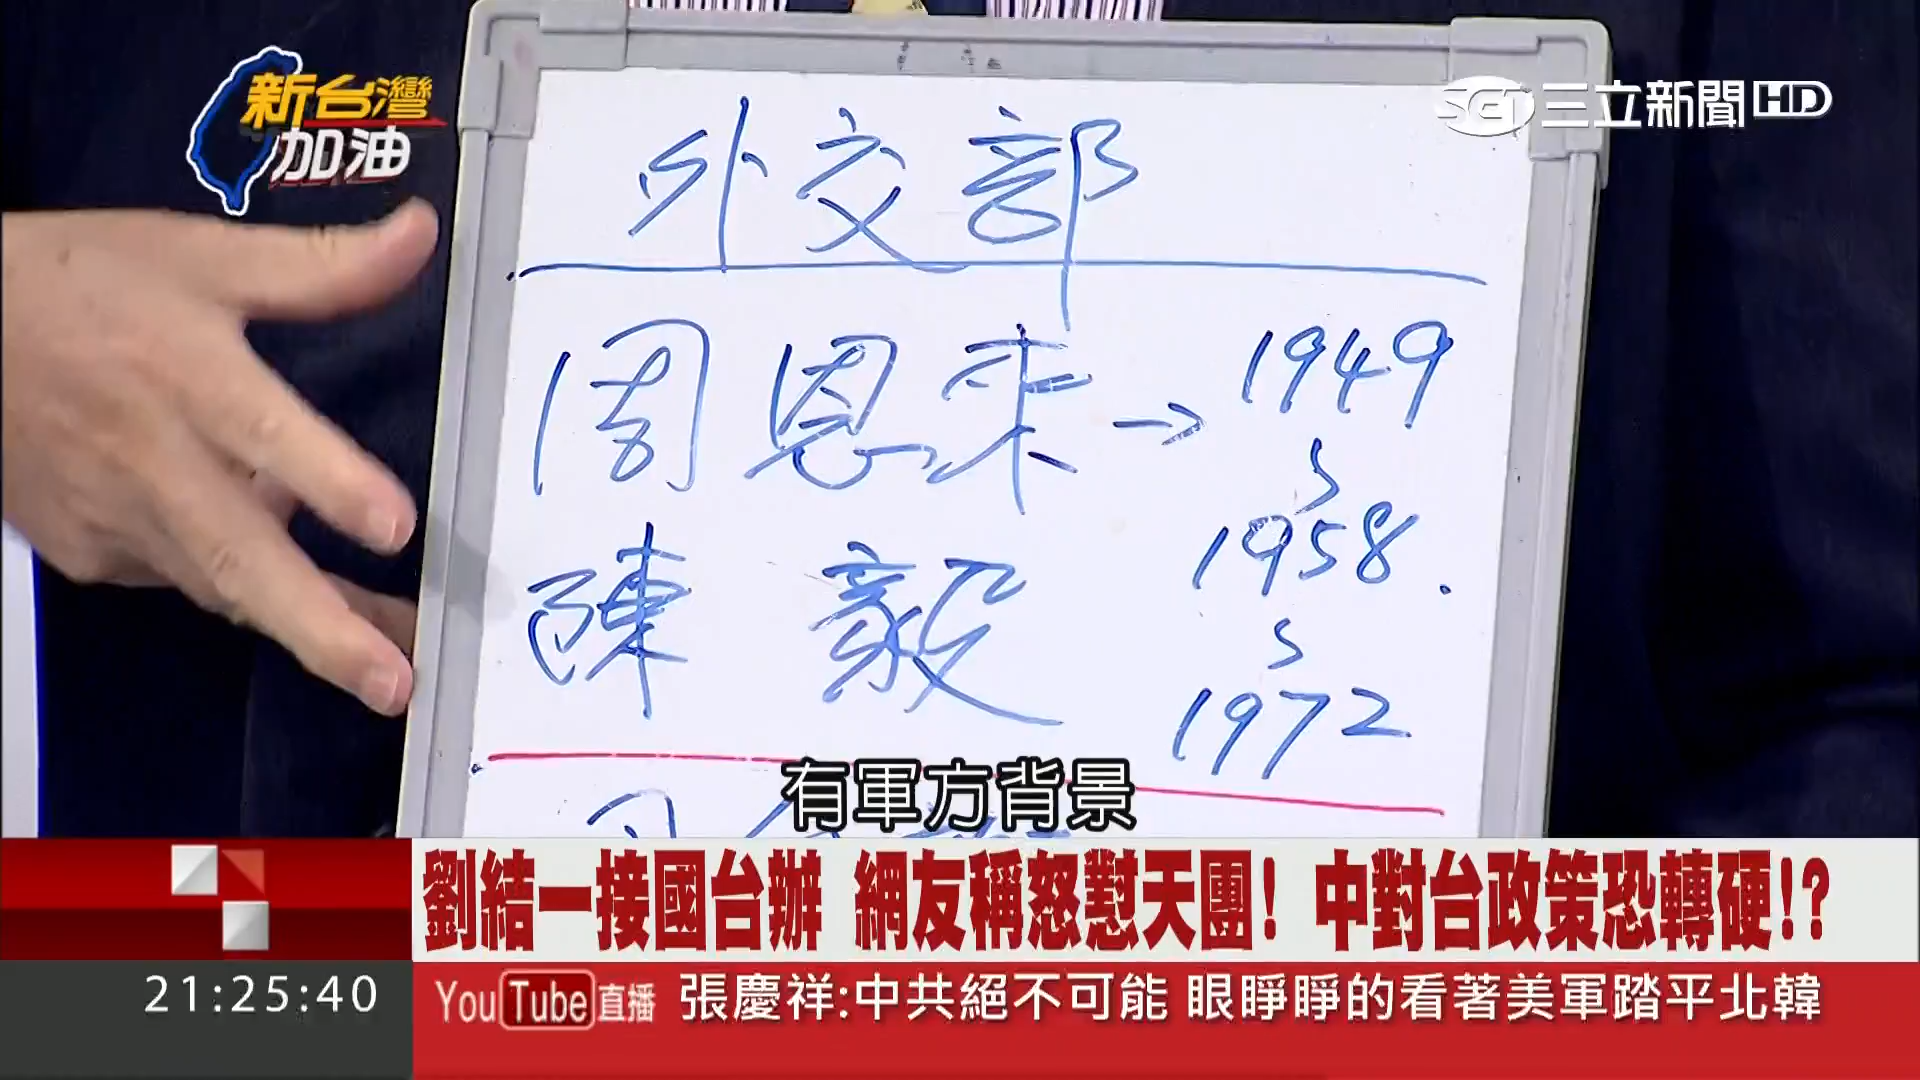 新台灣
加油
SET三立新聞HD
外交部
周恩來→1949
1958.
陳毅
1972
有軍方背景
劉結一接國台辦 網友稱怒懟天團! 中對台政策恐轉硬!?
21:25:40
YouTube直播 張慶祥:中共絕不可能 眼睜睜的看著美軍踏平北韓